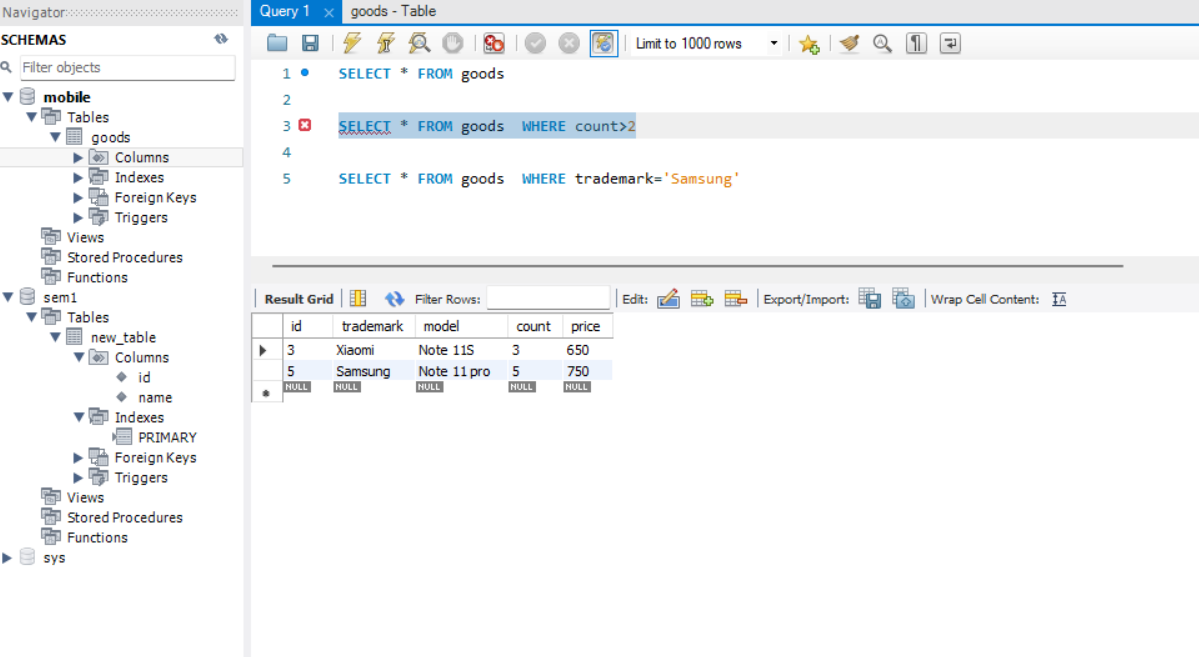 Navigator
SCHEMAS
Filter objects
mobile
Tables
goods
Columns
Indexes
Foreign Keys
Triggers
Views
Stored Procedures
Functions
sem1
Tables
new_table
Columns
id
name
Indexes
PRIMARY
Foreign Keys
Triggers
Views
Stored Procedures
Functions
sys
Query 1 goods - Table
Limit to 1000 rows
1 SELECT * FROM goods
2
3 SELECT * FROM goods  WHERE count>2
4
5 SELECT * FROM goods  WHERE trademark='Samsung'
Result Grid Filter Rows: Edit: Export/Import: Wrap Cell Content: IA
id trademark model count price
3 Xiaomi Note 11S 3 650
5 Samsung Note 11 pro 5 750
NULL NULL NULL NULL NULL